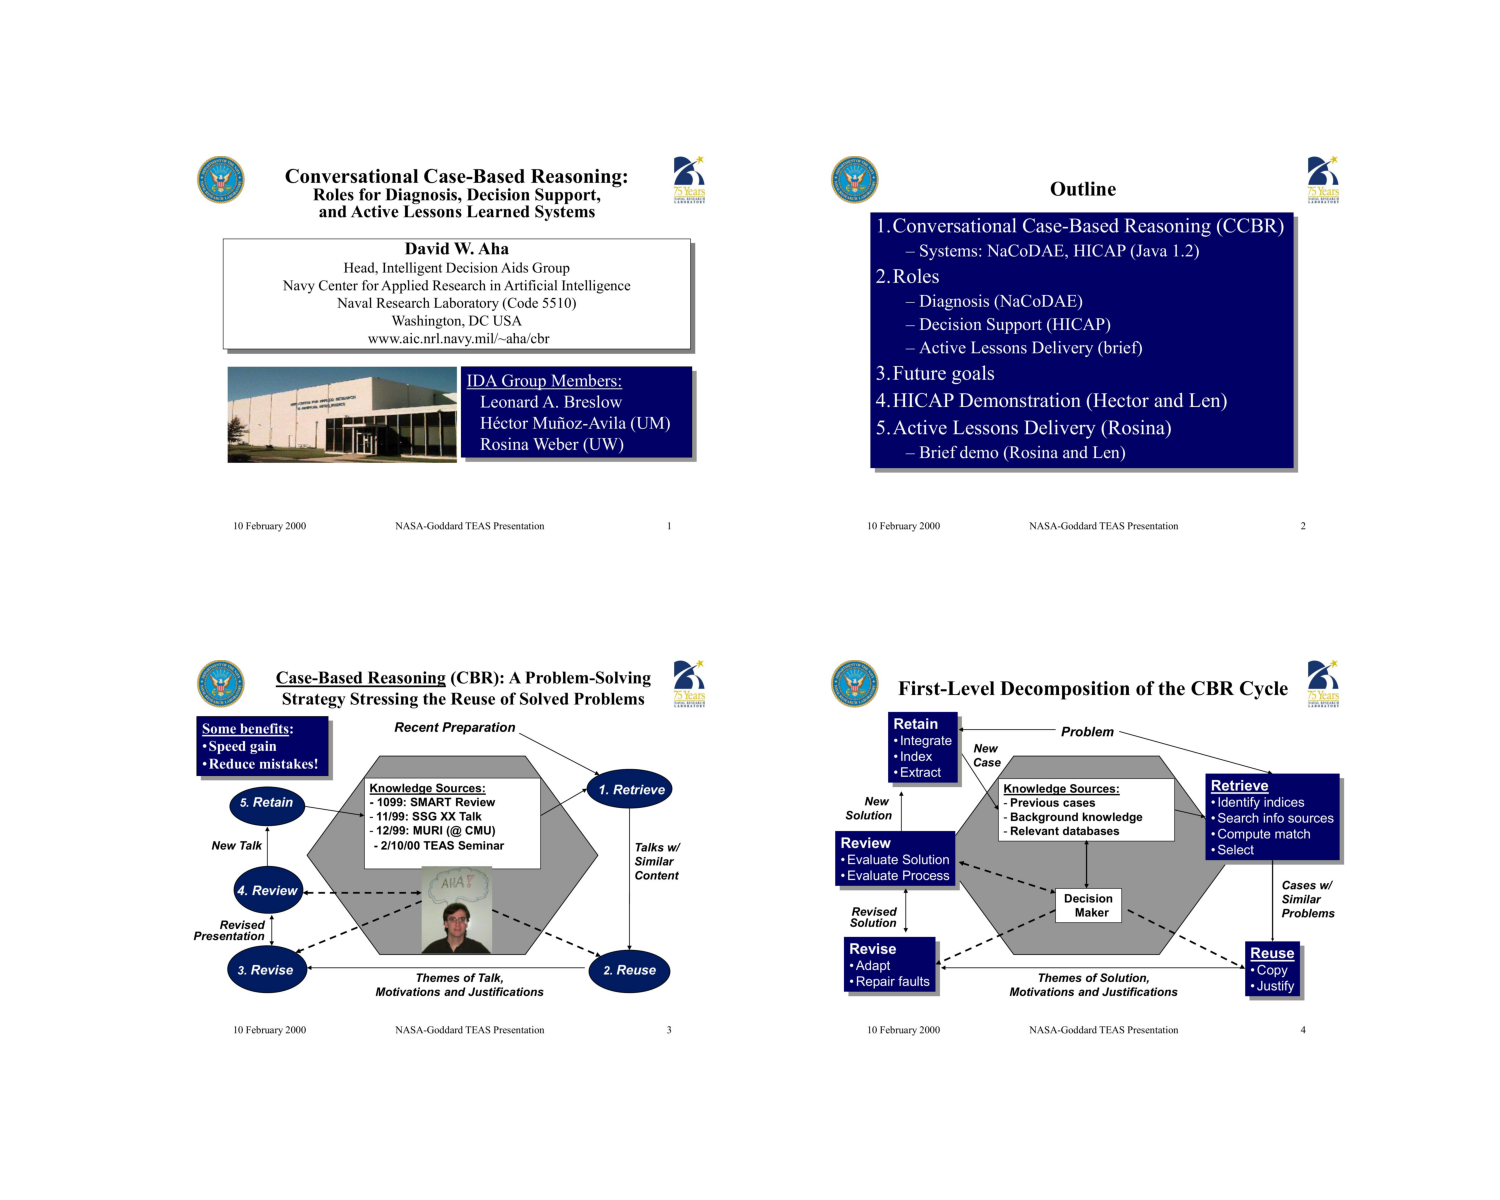 Conversational Case-Based Reasoning:
Roles for Diagnosis, Decision Support,
and Active Lessons Learned Systems
75 Years
NAVAL RESEARCH
LABORATORY
David W. Aha
Head, Intelligent Decision Aids Group
Navy Center for Applied Research in Artificial Intelligence
Naval Research Laboratory (Code 5510)
Washington, DC USA
www.aic.nrl.navy.mil/~aha/cbr
IDA Group Members:
Leonard A. Breslow
Héctor Muñoz-Avila (UM)
Rosina Weber (UW)
10 February 2000
NASA-Goddard TEAS Presentation
1
Outline
75 Years
NAVAL RESEARCH
LABORATORY
1. Conversational Case-Based Reasoning (CCBR)
– Systems: NaCoDAE, HICAP (Java 1.2)
2. Roles
– Diagnosis (NaCoDAE)
– Decision Support (HICAP)
– Active Lessons Delivery (brief)
3. Future goals
4. HICAP Demonstration (Hector and Len)
5. Active Lessons Delivery (Rosina)
– Brief demo (Rosina and Len)
10 February 2000
NASA-Goddard TEAS Presentation
2
Case-Based Reasoning (CBR): A Problem-Solving
Strategy Stressing the Reuse of Solved Problems
75 Years
NAVAL RESEARCH
LABORATORY
Some benefits:
• Speed gain
• Reduce mistakes!
Recent Preparation
Knowledge Sources:
- 1099: SMART Review
- 11/99: SSG XX Talk
- 12/99: MURI (@ CMU)
- 2/10/00 TEAS Seminar
1. Retrieve
5. Retain
New Talk
Talks w/
Similar
Content
4. Review
Revised
Presentation
3. Revise
2. Reuse
Themes of Talk,
Motivations and Justifications
10 February 2000
NASA-Goddard TEAS Presentation
3
First-Level Decomposition of the CBR Cycle
75 Years
NAVAL RESEARCH
LABORATORY
Retain
• Integrate
• Index
• Extract
Problem
New
Case
Knowledge Sources:
- Previous cases
- Background knowledge
- Relevant databases
Retrieve
• Identify indices
• Search info sources
• Compute match
• Select
New
Solution
Review
• Evaluate Solution
• Evaluate Process
Decision
Maker
Cases w/
Similar
Problems
Revised
Solution
Revise
• Adapt
• Repair faults
Reuse
• Copy
• Justify
Themes of Solution,
Motivations and Justifications
10 February 2000
NASA-Goddard TEAS Presentation
4